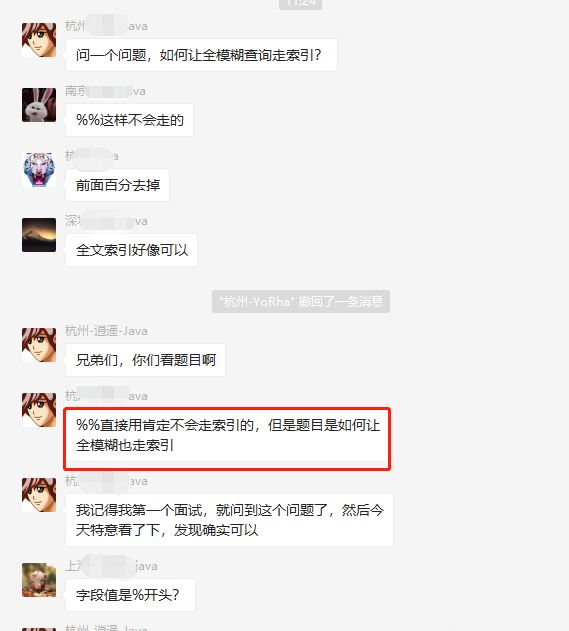 11:24
杭州-
ava
问一个问题，如何让全模糊查询走索引？
南京
va
%%这样不会走的
杭
a
前面百分去掉
深圳
va
全文索引好像可以
"杭州-YoRha" 撤回了一条消息
杭州-逍遥-Java
兄弟们，你们看题目啊
杭
ava
%%直接用肯定不会走索引的，但是题目是如何让
全模糊也走索引
杭
ava
我记得我第一个面试，就问到这个问题了，然后今
天特意看了下，发现确实可以
上海
java
字段值是%开头？
杭州-逍遥-Java